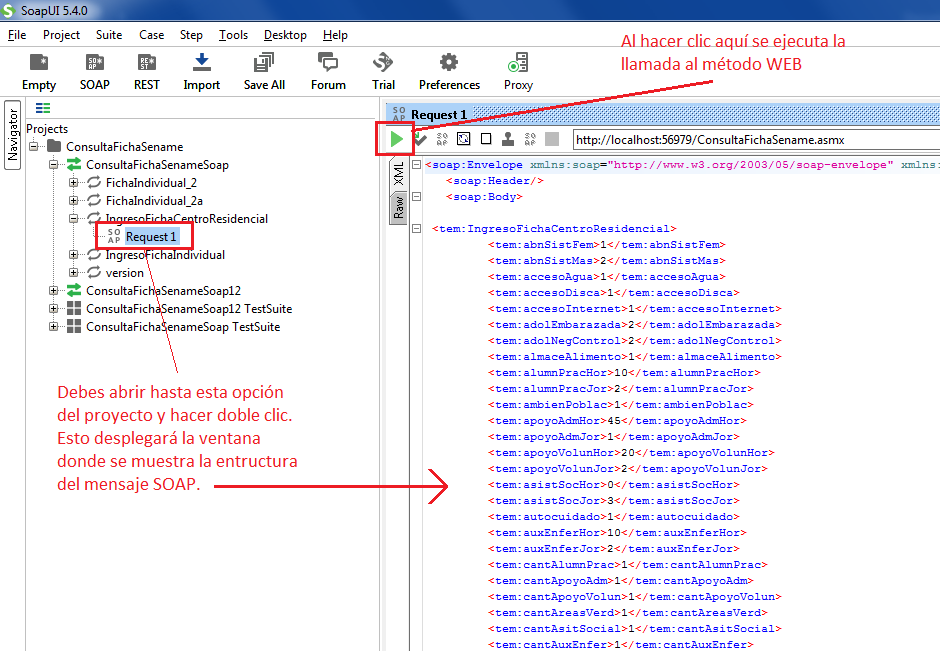 SoapUI 5.4.0
File Project Suite Case Step Tools Desktop Help
Empty SOAP REST Import Save All Forum Trial Preferences Proxy
Al hacer clic aquí se ejecuta la
llamada al método WEB
Navigator
Projects
ConsultaFichaSename
ConsultaFichaSenameSoap
FichaIndividual_2
FichaIndividual_2a
IngresoFichaCentroResidencial
SO AP Request 1
IngresoFichaIndividual
version
ConsultaFichaSenameSoap12
ConsultaFichaSenameSoap12 TestSuite
ConsultaFichaSenameSoap TestSuite
Debes abrir hasta esta opción
del proyecto y hacer doble clic.
Esto desplegará la ventana
donde se muestra la entructura
del mensaje SOAP.
SO AP Request 1
http://localhost:56979/ConsultaFichaSename.asmx
XML
Raw
<soap:Envelope xmlns:soap="http://www.w3.org/2003/05/soap-envelope" xmlns:
<soap:Header/>
<soap:Body>
<tem:IngresoFichaCentroResidencial>
<tem:abnSistFem>1</tem:abnSistFem>
<tem:abnSistMas>2</tem:abnSistMas>
<tem:accesoAgua>1</tem:accesoAgua>
<tem:accesoDisca>1</tem:accesoDisca>
<tem:accesoInternet>1</tem:accesoInternet>
<tem:adolEmbarazada>2</tem:adolEmbarazada>
<tem:adolNegControl>2</tem:adolNegControl>
<tem:almaceAlimento>1</tem:almaceAlimento>
<tem:alumnPracHor>10</tem:alumnPracHor>
<tem:alumnPracJor>2</tem:alumnPracJor>
<tem:ambienPoblac>1</tem:ambienPoblac>
<tem:apoyoAdmHor>45</tem:apoyoAdmHor>
<tem:apoyoAdmJor>1</tem:apoyoAdmJor>
<tem:apoyoVolunHor>20</tem:apoyoVolunHor>
<tem:apoyoVolunJor>2</tem:apoyoVolunJor>
<tem:asistSocHor>0</tem:asistSocHor>
<tem:asistSocJor>3</tem:asistSocJor>
<tem:autocuidado>1</tem:autocuidado>
<tem:auxEnferHor>10</tem:auxEnferHor>
<tem:auxEnferJor>2</tem:auxEnferJor>
<tem:cantAlumnPrac>1</tem:cantAlumnPrac>
<tem:cantApoyoAdm>1</tem:cantApoyoAdm>
<tem:cantApoyoVolun>1</tem:cantApoyoVolun>
<tem:cantAreasVerd>1</tem:cantAreasVerd>
<tem:cantAsitSocial>1</tem:cantAsitSocial>
<tem:cantAuxEnfer>1</tem:cantAuxEnfer>